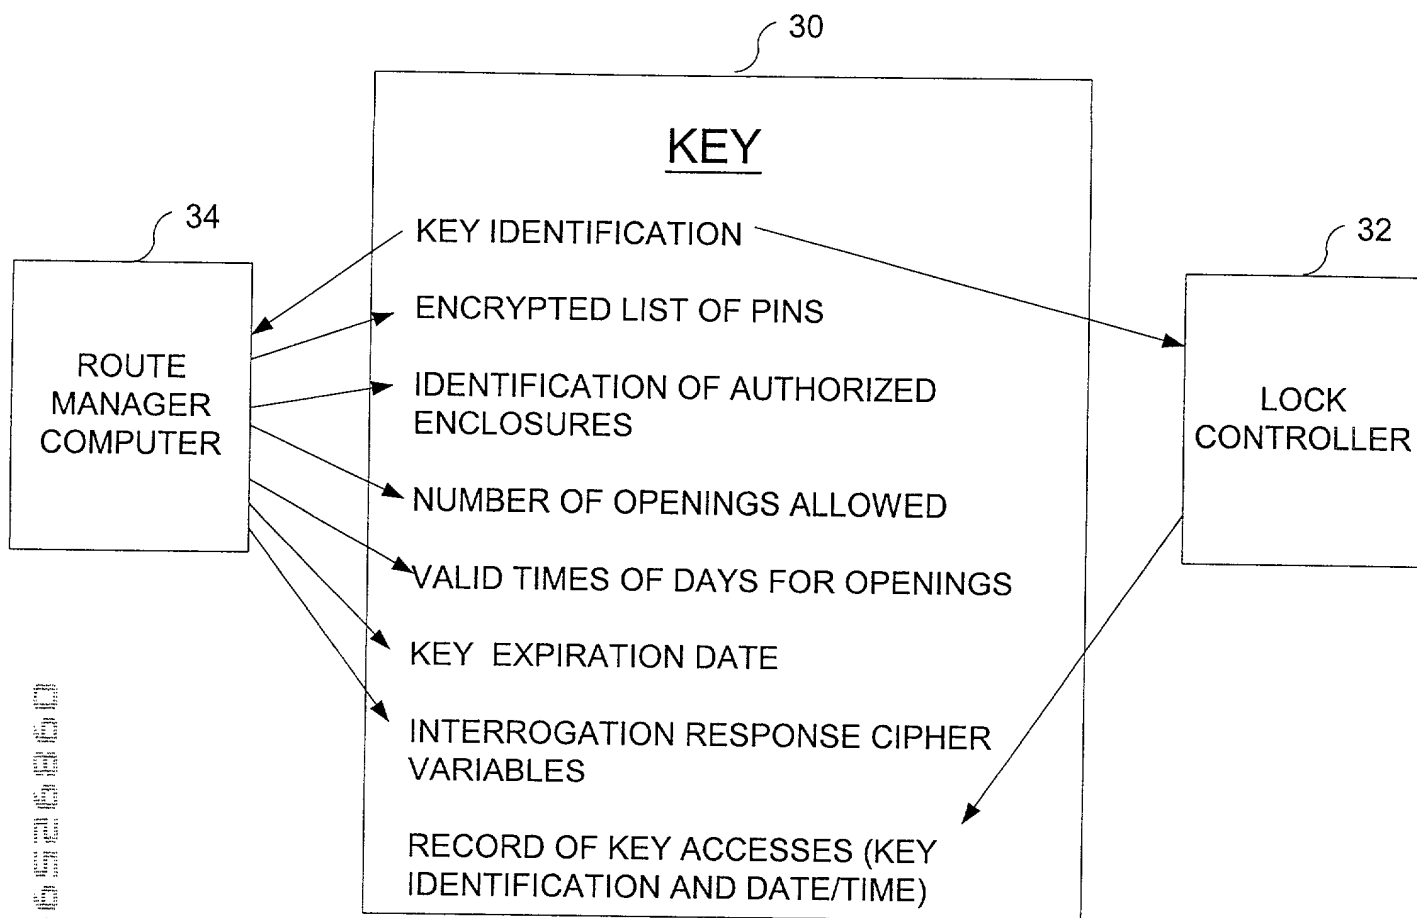 30
KEY
34
KEY IDENTIFICATION
32
ENCRYPTED LIST OF PINS
ROUTE
MANAGER
COMPUTER
IDENTIFICATION OF AUTHORIZED
ENCLOSURES
LOCK
CONTROLLER
NUMBER OF OPENINGS ALLOWED
VALID TIMES OF DAYS FOR OPENINGS
KEY EXPIRATION DATE
INTERROGATION RESPONSE CIPHER
VARIABLES
RECORD OF KEY ACCESSES (KEY
IDENTIFICATION AND DATE/TIME)